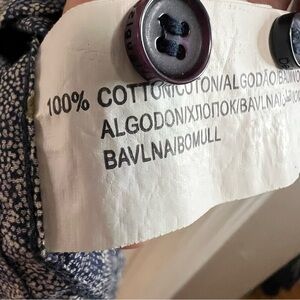 100% COTTON/COTON/ALGODÃO/
ALGODON/ХЛОПОК/BAVLNA/
BAVLNA/BOMULL